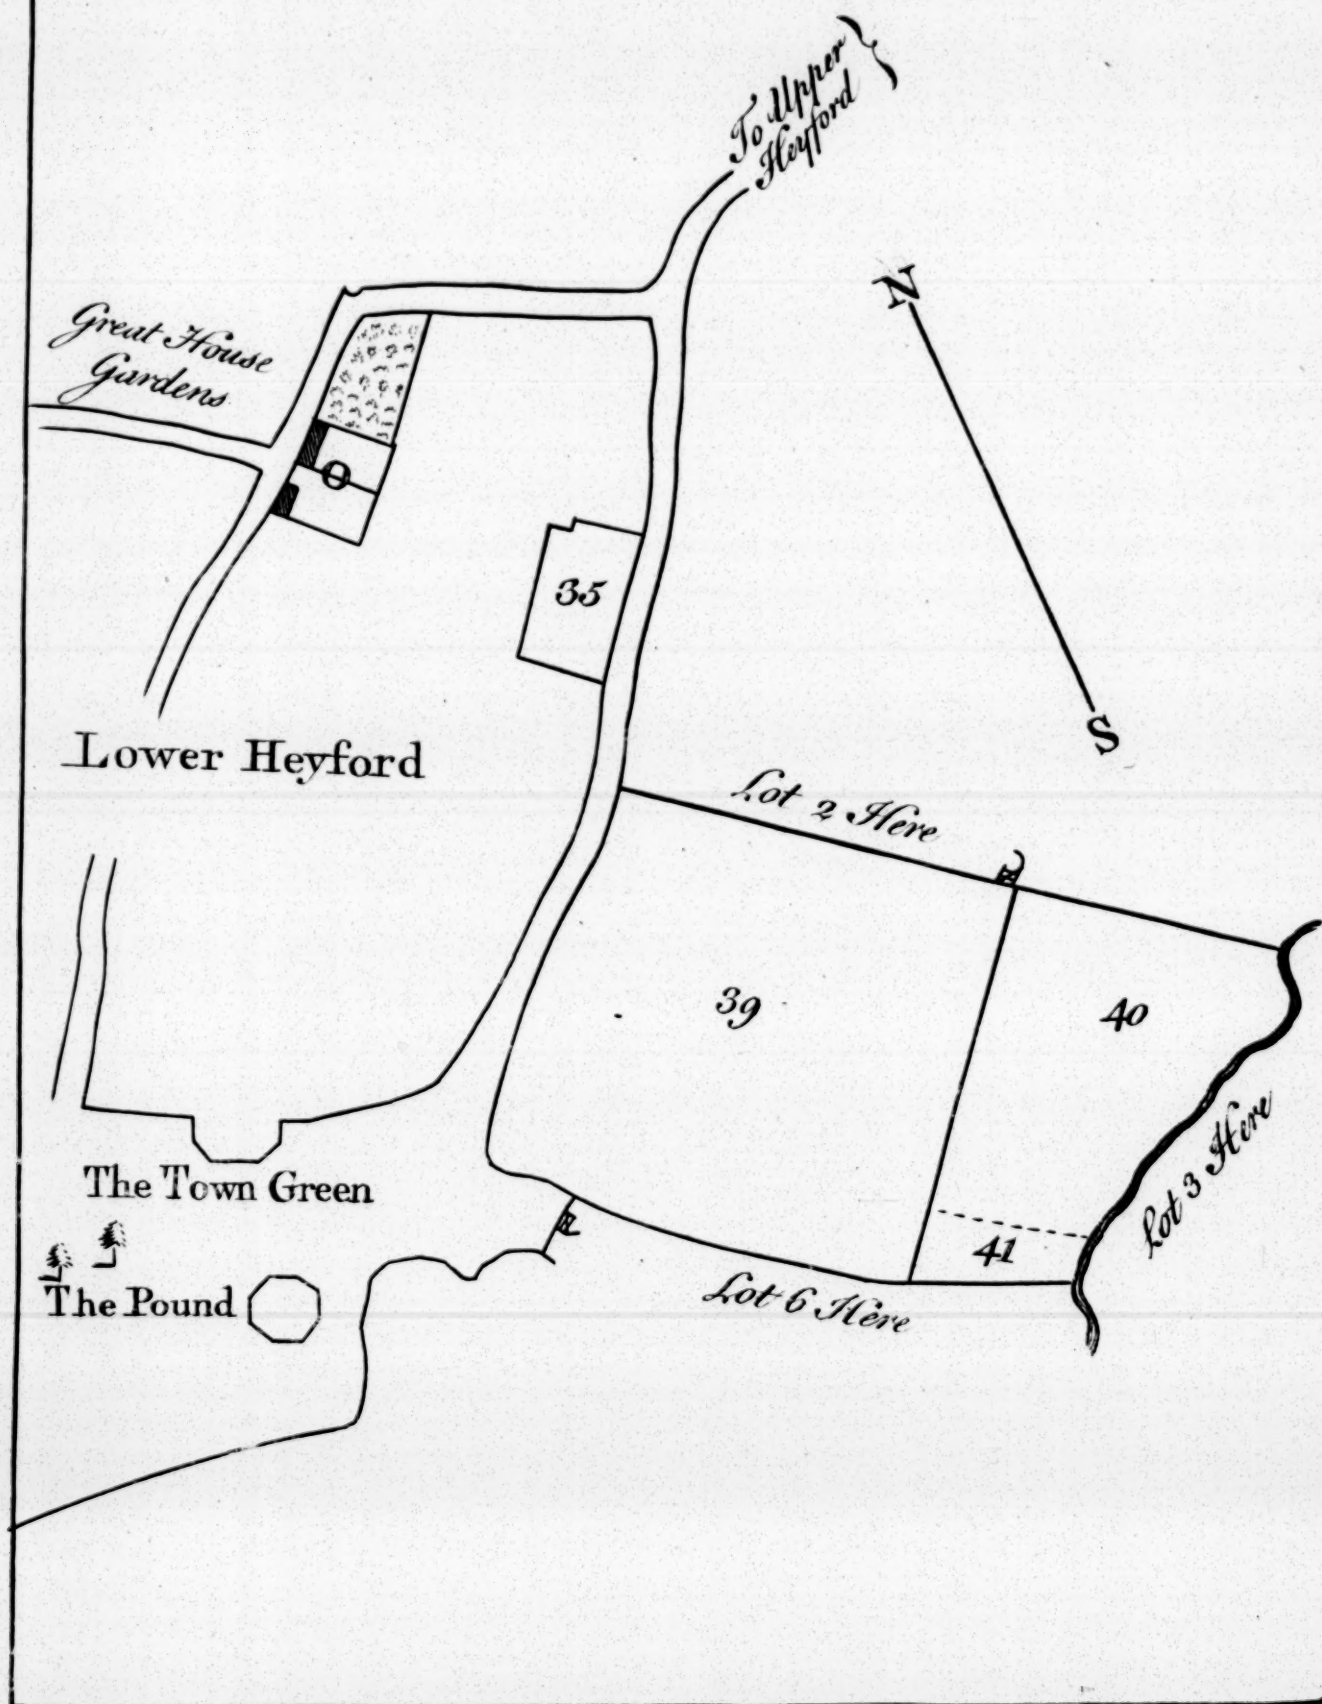 To Upper
Heyford
N
Great House
Gardens
O
35
S
Lower Heyford
Lot 2 Here
39
40
Lot 3 Here
The Town Green
41
The Pound
Lot 6 Here